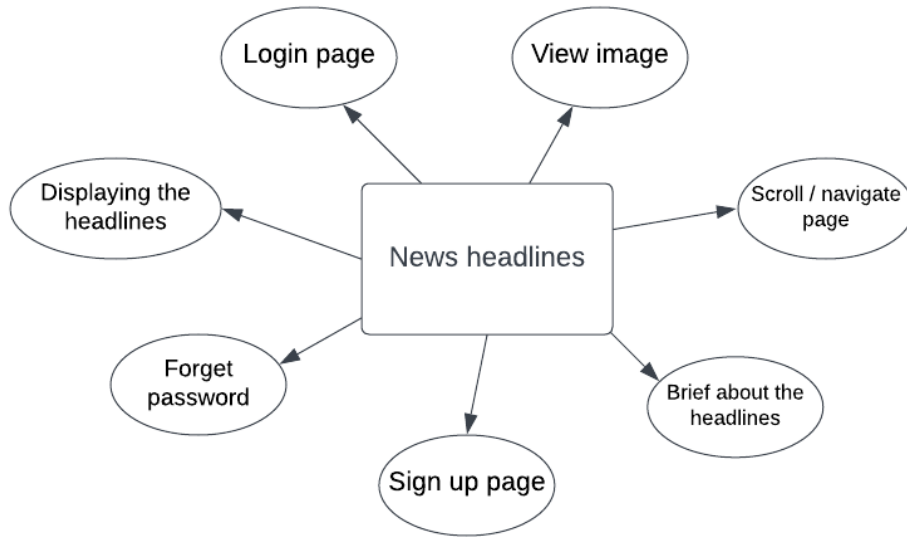 Login page
View image
Displaying the
headlines
Scroll / navigate
page
News headlines
Forget
password
Brief about the
headlines
Sign up page